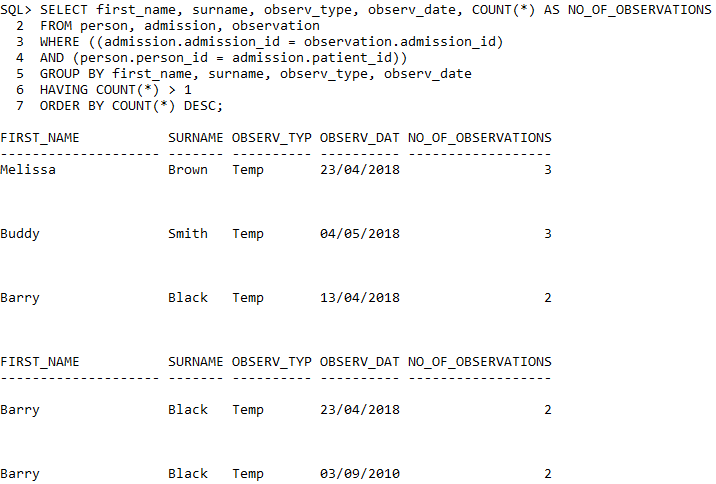 SQL> SELECT first_name, surname, observ_type, observ_date, COUNT(*) AS NO_OF_OBSERVATIONS
2 FROM person, admission, observation
3 WHERE ((admission.admission_id = observation.admission_id)
4 AND (person.person_id = admission.patient_id))
5 GROUP BY first_name, surname, observ_type, observ_date
6 HAVING COUNT(*) > 1
7 ORDER BY COUNT(*) DESC;
FIRST_NAME SURNAME OBSERV_TYP OBSERV_DAT NO_OF_OBSERVATIONS
-------------------- ------- ---------- ---------- ------------------
Melissa Brown Temp 23/04/2018 3
Buddy Smith Temp 04/05/2018 3
Barry Black Temp 13/04/2018 2
FIRST_NAME SURNAME OBSERV_TYP OBSERV_DAT NO_OF_OBSERVATIONS
-------------------- ------- ---------- ---------- ------------------
Barry Black Temp 23/04/2018 2
Barry Black Temp 03/09/2010 2